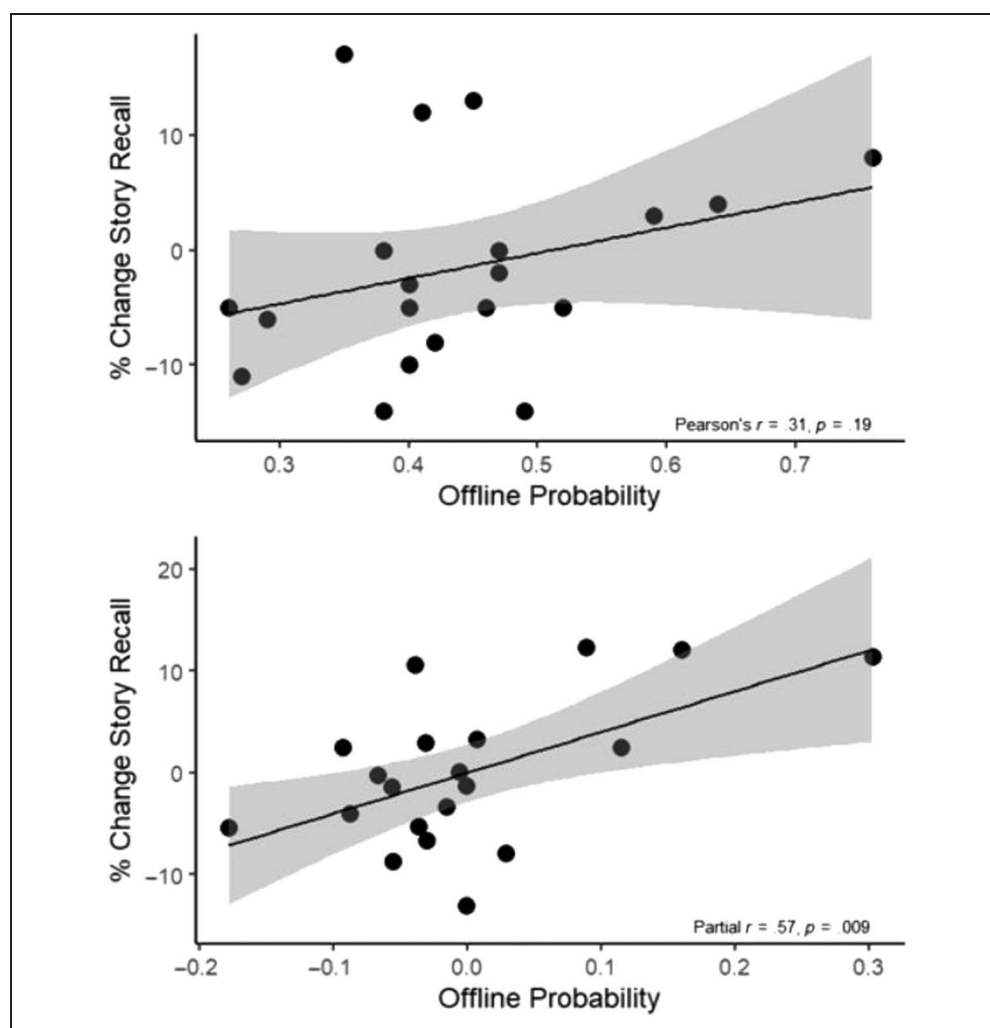 % Change Story Recall
10
0
−10
Pearson's r = .31, p = .19
0.3 0.4 0.5 0.6 0.7
Offline Probability
% Change Story Recall
20
10
0
−10
Partial r = .57, p = .009
−0.2 −0.1 0.0 0.1 0.2 0.3
Offline Probability